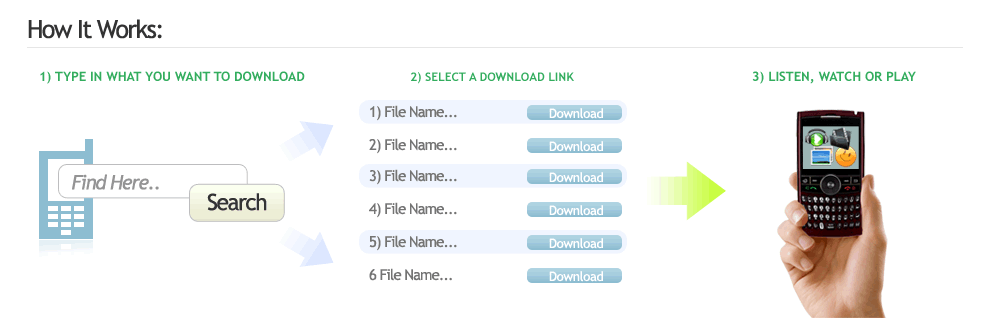 How It Works:
1) TYPE IN WHAT YOU WANT TO DOWNLOAD
Find Here..
Search
2) SELECT A DOWNLOAD LINK
1) File Name... Download
2) File Name... Download
3) File Name... Download
4) File Name... Download
5) File Name... Download
6 File Name... Download
3) LISTEN, WATCH OR PLAY